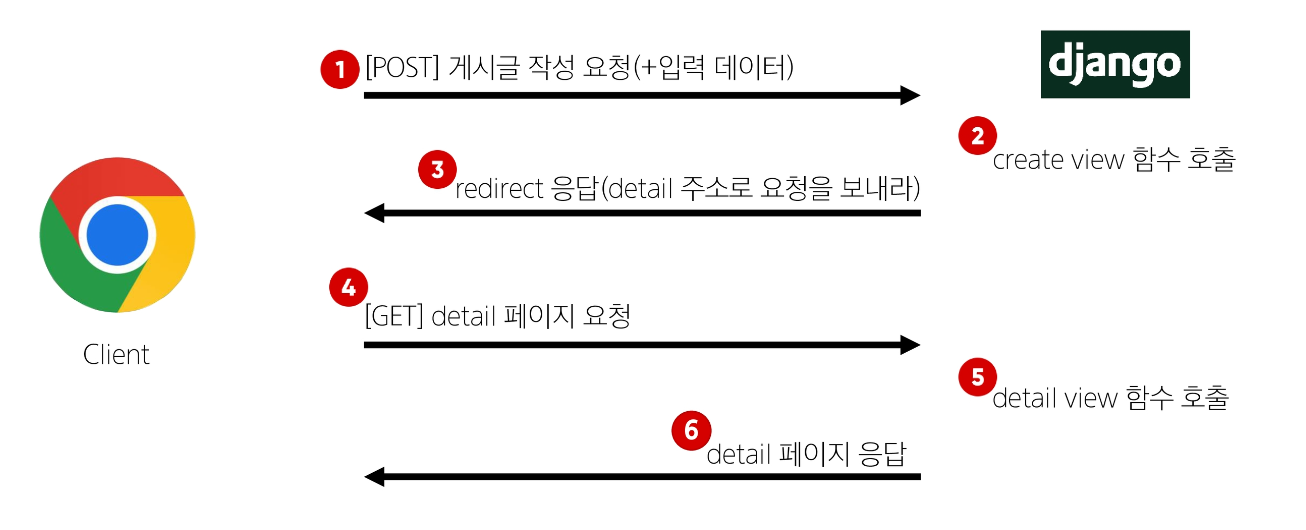 1 [POST] 게시글 작성 요청(+입력 데이터)
django
2 create view 함수 호출
3 redirect 응답(detail 주소로 요청을 보내라)
4 [GET] detail 페이지 요청
Client
5 detail view 함수 호출
6 detail 페이지 응답